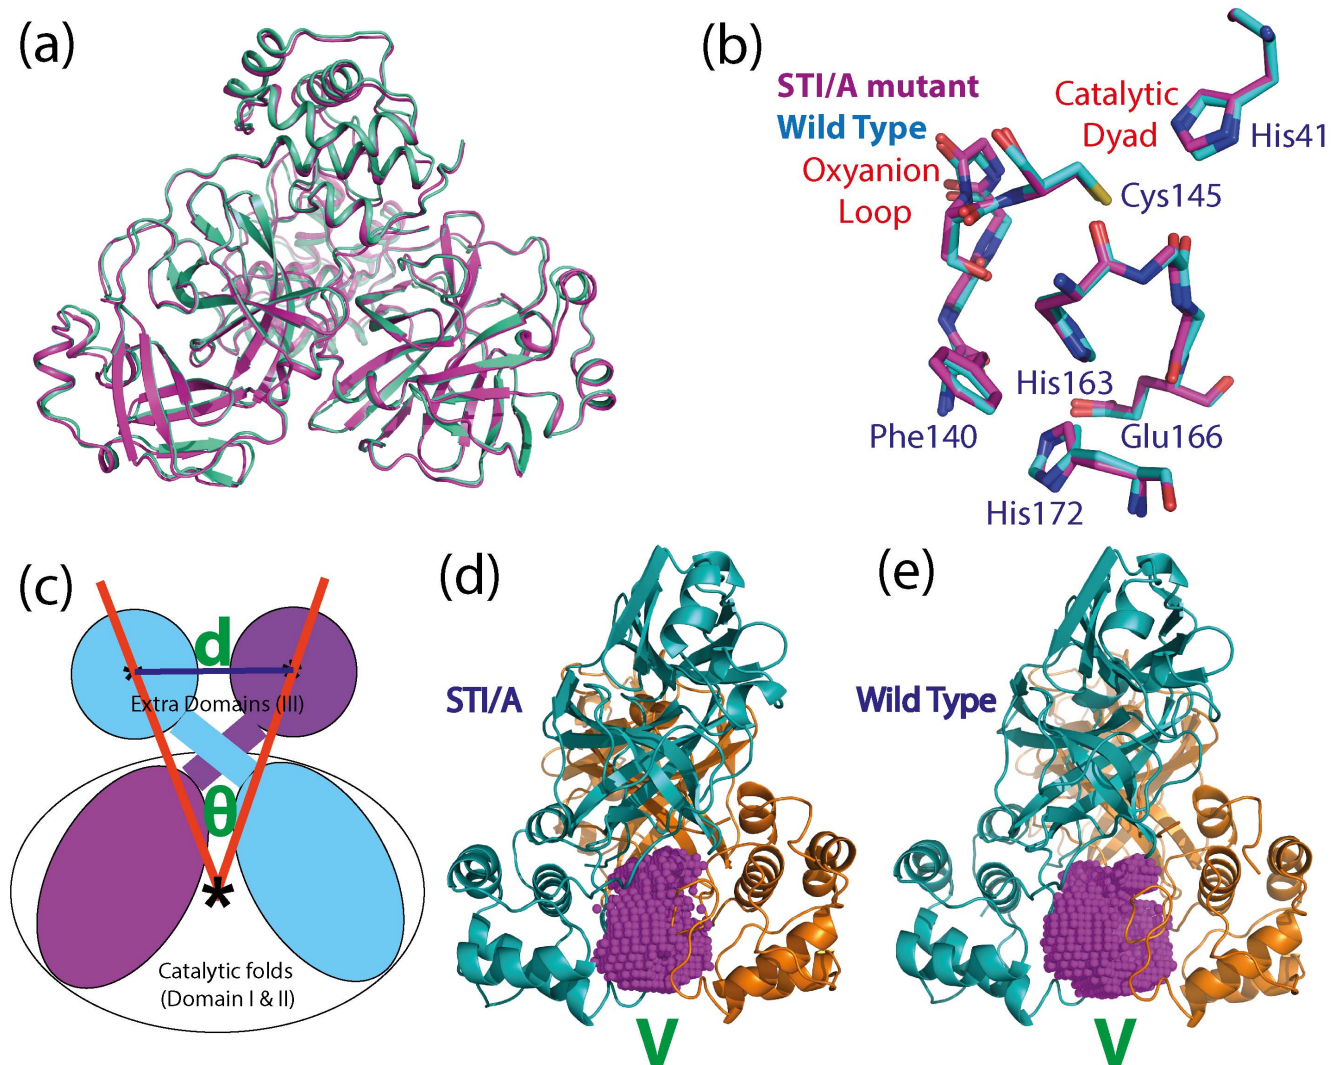 (a)
(b)
STI/A mutant
Wild Type
Oxyanion
Loop
Catalytic
Dyad
His41
Cys145
His163
Phe140
Glu166
His172
(c)
d
* *
Extra Domains (III)
θ
*
Catalytic folds
(Domain I & II)
(d)
STI/A
V
(e)
Wild Type
V